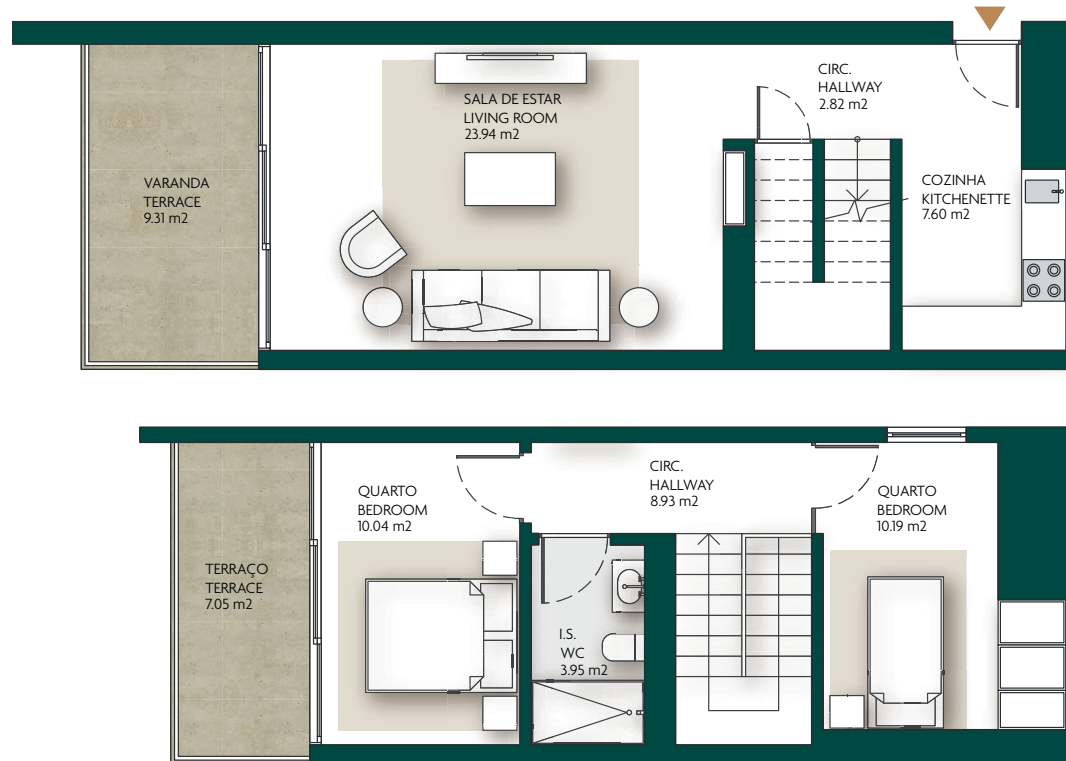 CIRC.
HALLWAY
2.82 m2
SALA DE ESTAR
LIVING ROOM
23.94 m2
VARANDA
TERRACE
9.31 m2
COZINHA
KITCHENETTE
7.60 m2
CIRC.
HALLWAY
8.93 m2
QUARTO
BEDROOM
10.04 m2
QUARTO
BEDROOM
10.19 m2
TERRAÇO
TERRACE
7.05 m2
I.S.
WC
3.95 m2